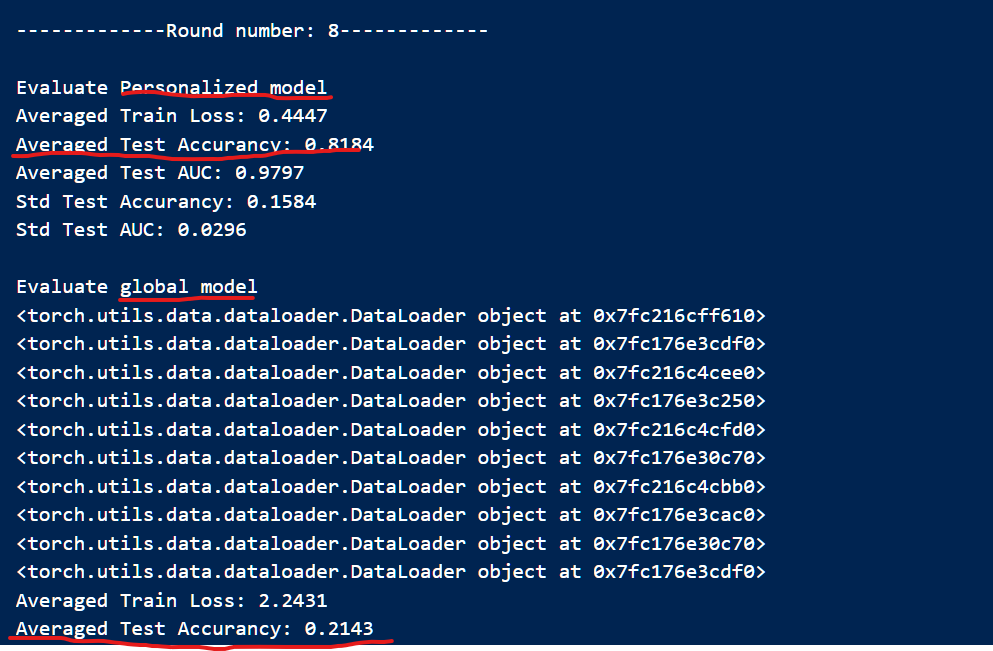 -------------Round number: 8-------------
Evaluate Personalized model
Averaged Train Loss: 0.4447
Averaged Test Accurancy: 0.8184
Averaged Test AUC: 0.9797
Std Test Accurancy: 0.1584
Std Test AUC: 0.0296
Evaluate global model
<torch.utils.data.dataloader.DataLoader object at 0x7fc216cff610>
<torch.utils.data.dataloader.DataLoader object at 0x7fc176e3cdf0>
<torch.utils.data.dataloader.DataLoader object at 0x7fc216c4cee0>
<torch.utils.data.dataloader.DataLoader object at 0x7fc176e3c250>
<torch.utils.data.dataloader.DataLoader object at 0x7fc216c4cfd0>
<torch.utils.data.dataloader.DataLoader object at 0x7fc176e30c70>
<torch.utils.data.dataloader.DataLoader object at 0x7fc216c4cbb0>
<torch.utils.data.dataloader.DataLoader object at 0x7fc176e3cac0>
<torch.utils.data.dataloader.DataLoader object at 0x7fc176e30c70>
<torch.utils.data.dataloader.DataLoader object at 0x7fc176e3cdf0>
Averaged Train Loss: 2.2431
Averaged Test Accurancy: 0.2143